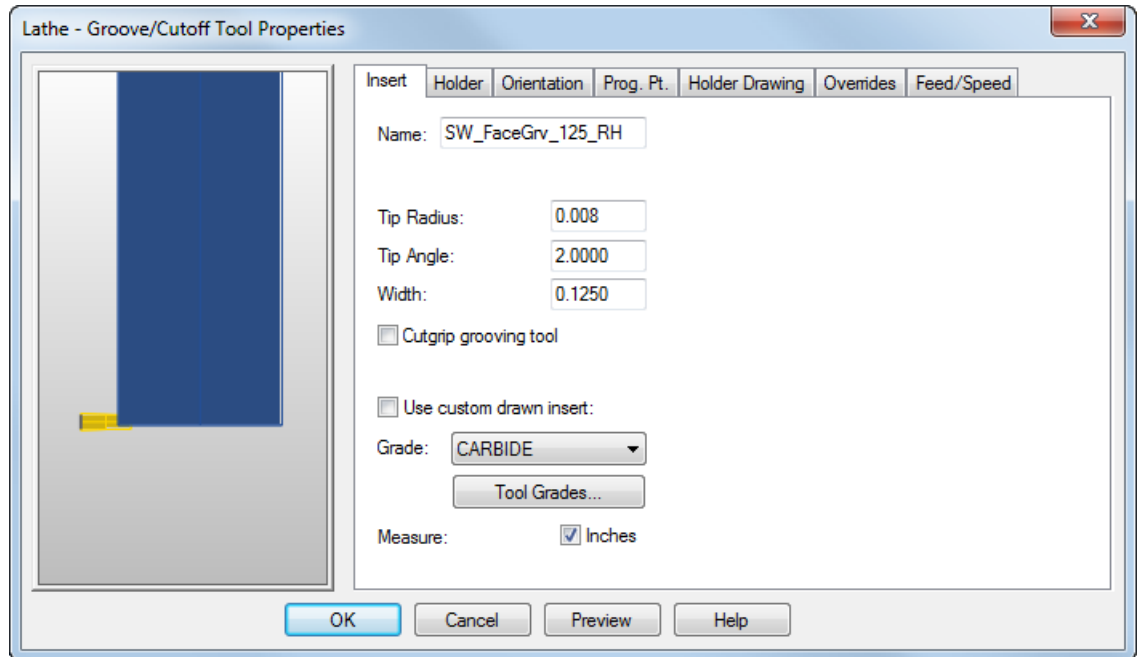 Lathe - Groove/Cutoff Tool Properties
Insert Holder Orientation Prog. Pt. Holder Drawing Overrides Feed/Speed
Name: SW_FaceGrv_125_RH
Tip Radius: 0.008
Tip Angle: 2.0000
Width: 0.1250
Cutgrip grooving tool
Use custom drawn insert:
Grade: CARBIDE
Tool Grades...
Measure: Inches
OK Cancel Preview Help